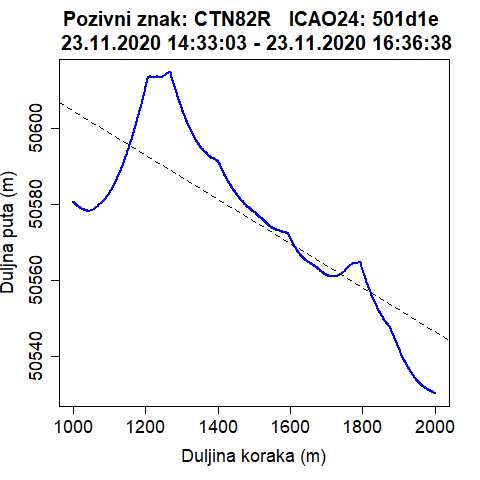 Pozivni znak: CTN82R   ICAO24: 501d1e
23.11.2020 14:33:03 - 23.11.2020 16:36:38
Duljna puta (m)
50600
50580
50560
50540
1000 1200 1400 1600 1800 2000
Duljina koraka (m)